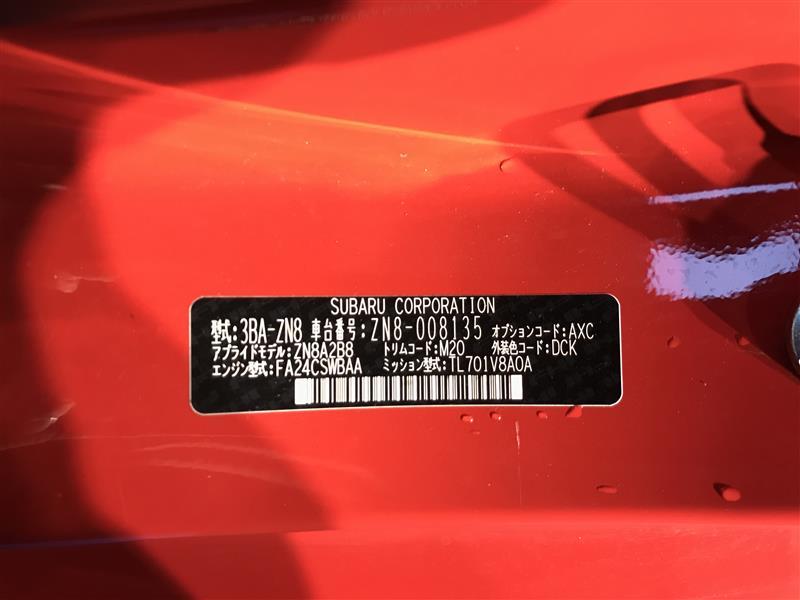 SUBARU CORPORATION
型式:3BA-ZN8 車台番号:ZN8-008135 オプションコード:AXC
アプライドモデル:ZN8A2B8 トリムコード:M20 外装色コード:DCK
エンジン型式:FA24CSWBAA ミッション型式:TL701V8AOA